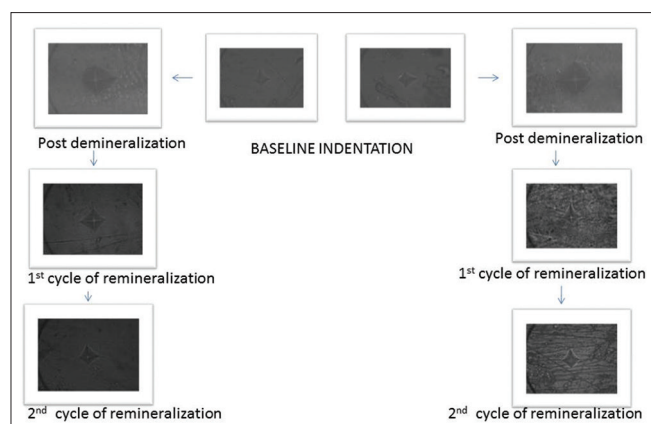 Post demineralization
BASELINE INDENTATION
Post demineralization
1st cycle of remineralization
1st cycle of remineralization
2nd cycle of remineralization
2nd cycle of remineralization